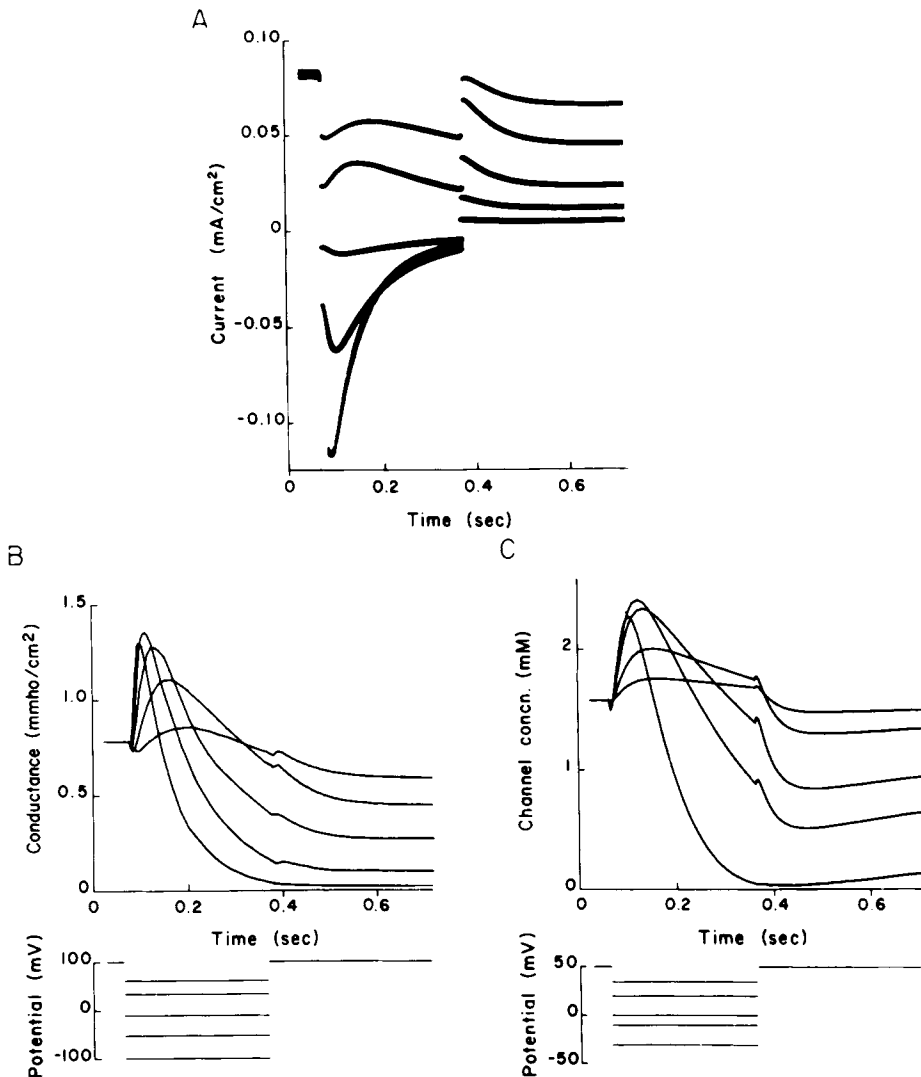 A
Current (mA/cm²)
0.10
0.05
0
-0.05
-0.10
0 0.2 0.4 0.6
Time (sec)
B
Conductance (mmho/cm²)
1.5
1.0
0.5
0
0 0.2 0.4 0.6
Time (sec)
Potential (mV)
100
0
-100
C
Channel concn. (mM)
2
1
0
0 0.2 0.4 0.6
Time (sec)
Potential (mV)
50
0
-50